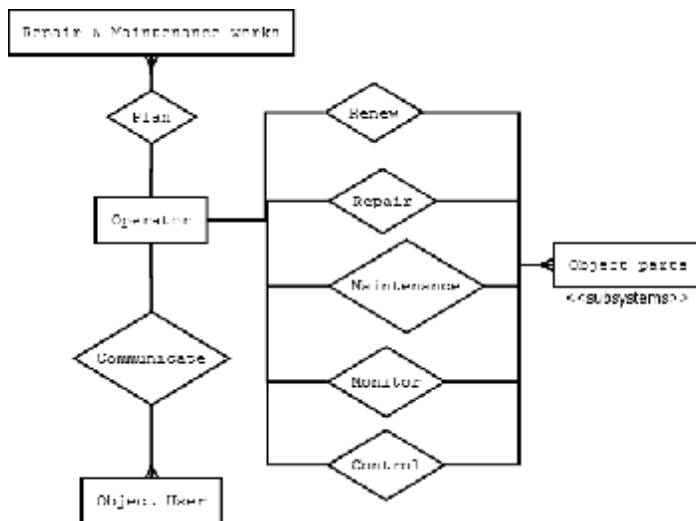 Repair & Maintenance works
Plan
Renew
Repair
Operator
Object parts
<<subsystems>>
Maintenance
Communicate
Monitor
Control
Object User